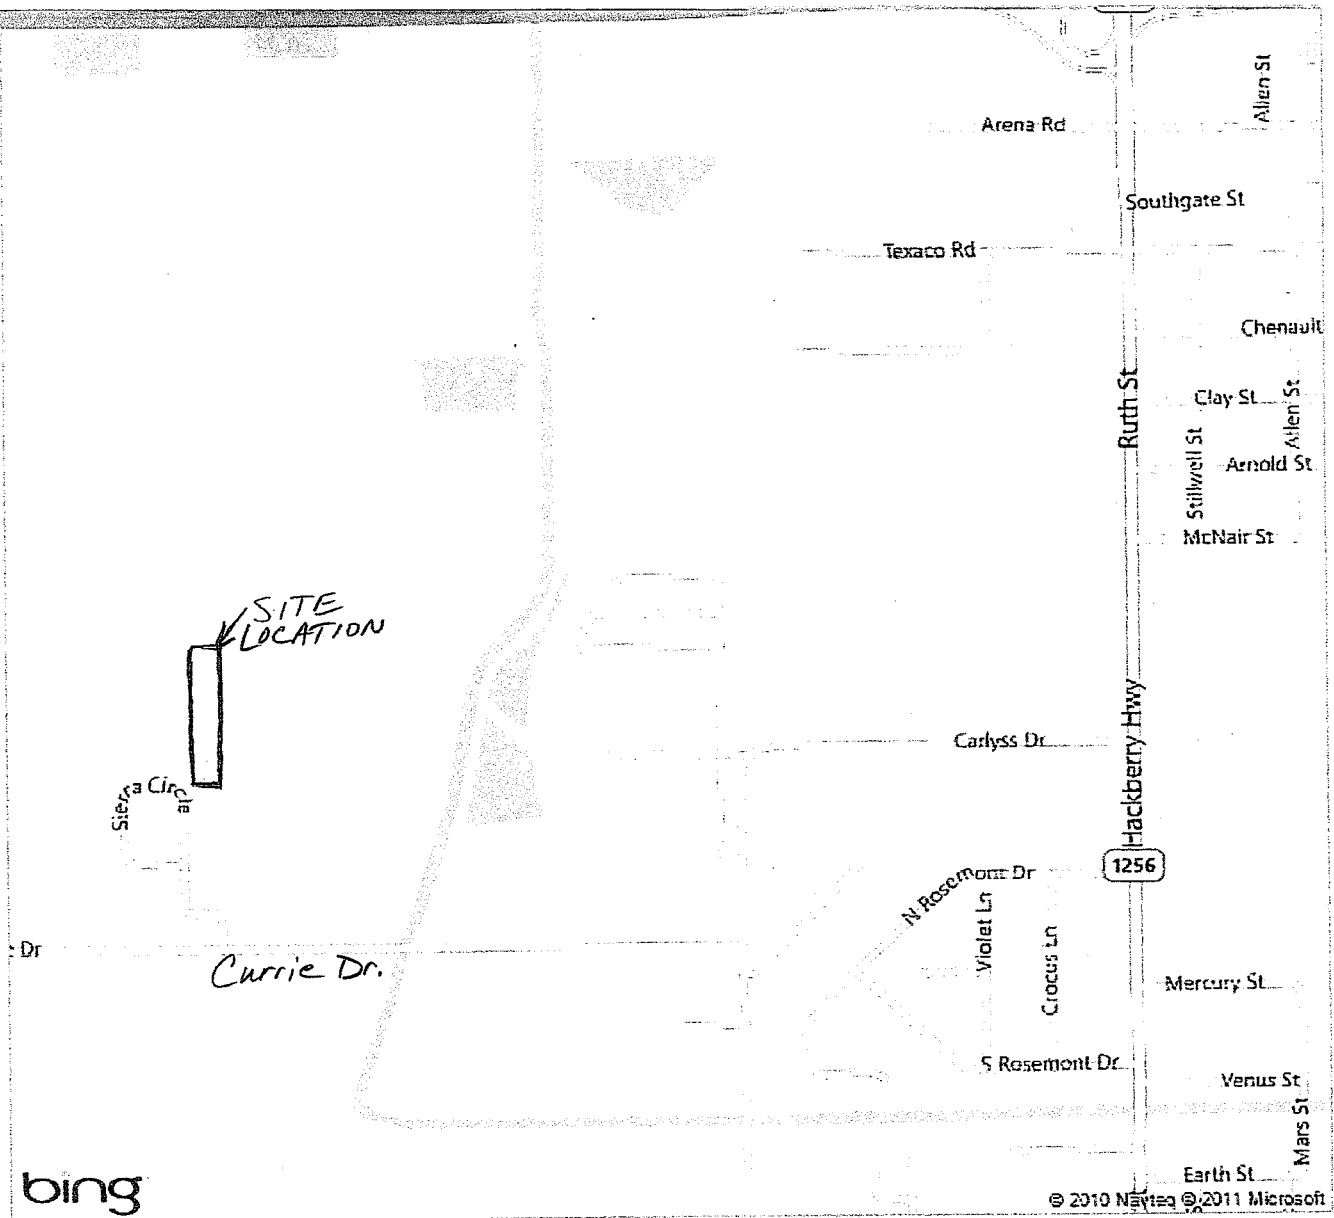 Allen St
Arena Rd
Southgate St
Texaco Rd
Chenault
Ruth St
Clay St
Allen St
Stillwell St
Arnold St
McNair St
SITE
LOCATION
Hackberry Hwy
Carlyss Dr
Sierra Circle
1256
N Rosemont Dr
Violet Ln
Crocus Ln
Dr
Currie Dr.
Mercury St
S Rosemont Dr
Venus St
Mars St
Earth St
bing
© 2010 Navteq © 2011 Microsoft